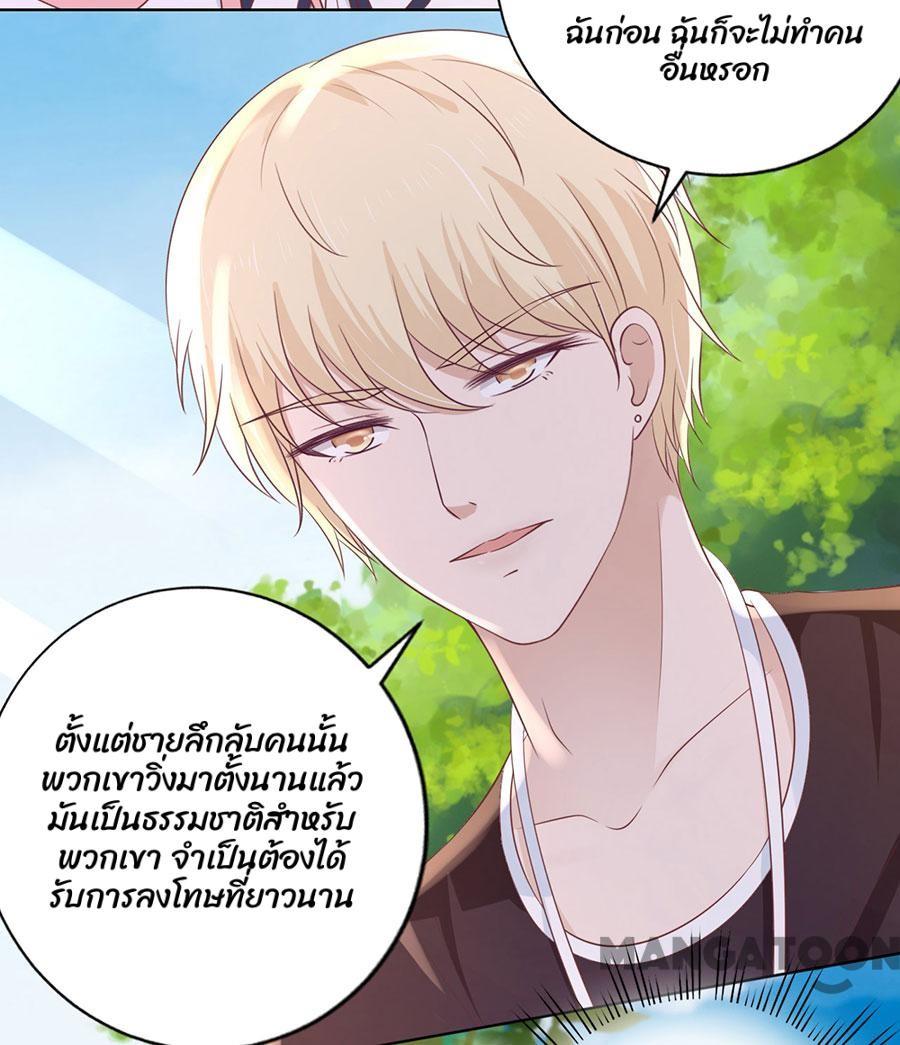 ฉันก่อน ฉันก็จะไม่ทำคน
อื่นหรอก
ตั้งแต่ชายลึกลับคนนั้น
พวกเขาวิ่งมาตั้งนานแล้ว
มันเป็นธรรมชาติสำหรับ
พวกเขา จำเป็นต้องได้
รับการลงโทษที่ยาวนาน
MANGATOON